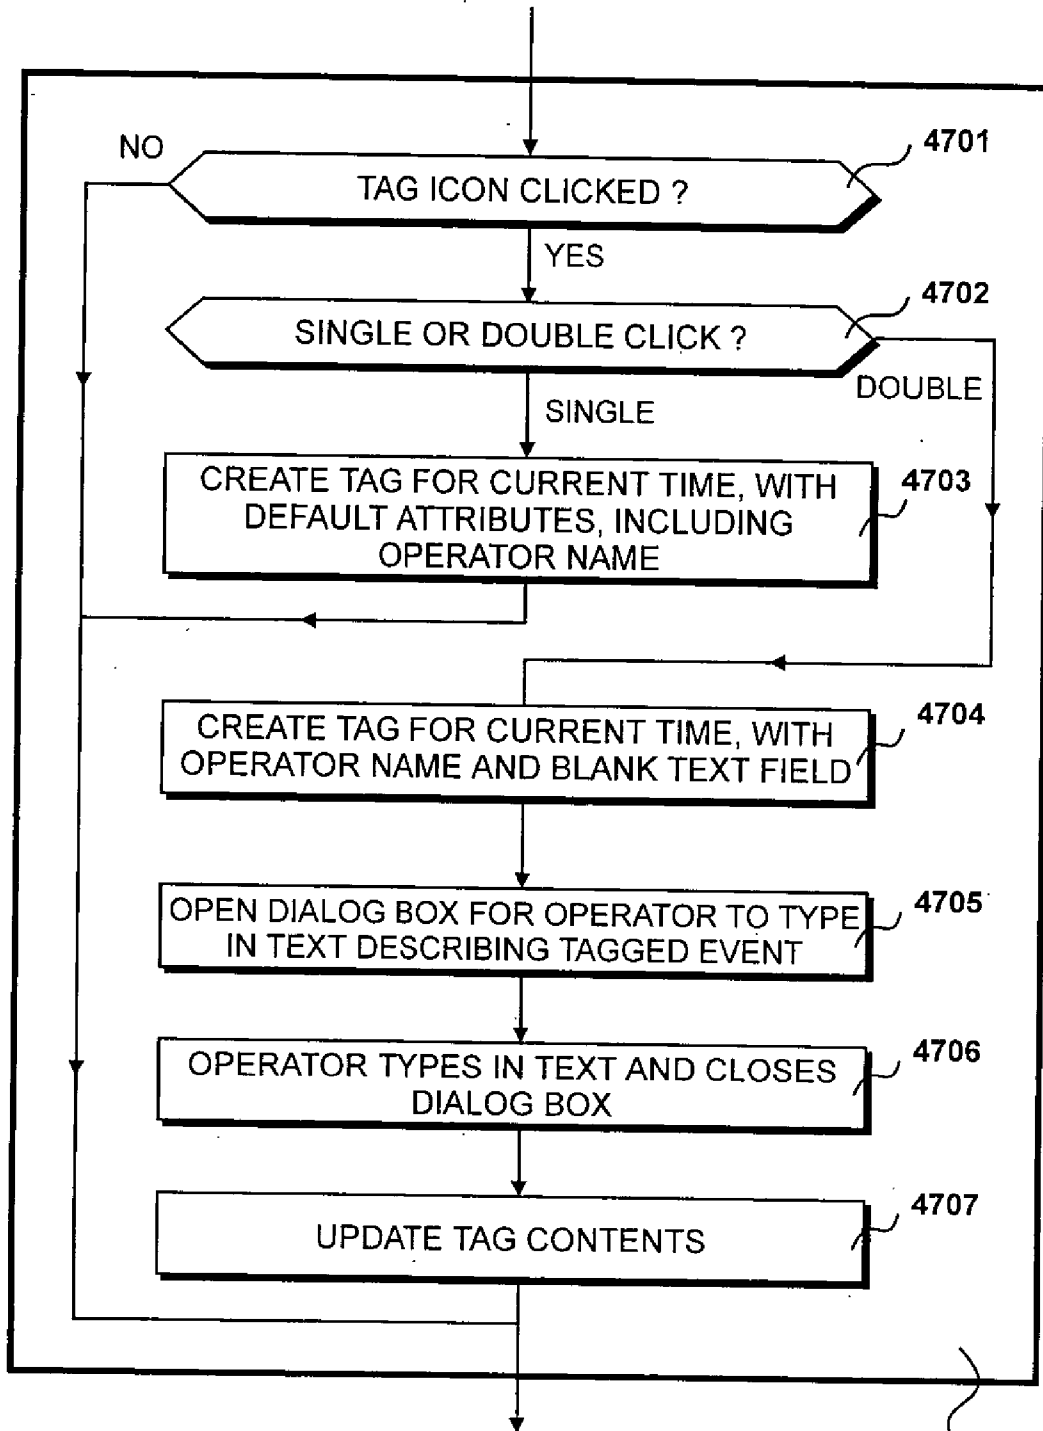 NO
4701
TAG ICON CLICKED ?
YES
4702
SINGLE OR DOUBLE CLICK ?
DOUBLE
SINGLE
CREATE TAG FOR CURRENT TIME, WITH
DEFAULT ATTRIBUTES, INCLUDING
OPERATOR NAME
4703
CREATE TAG FOR CURRENT TIME, WITH
OPERATOR NAME AND BLANK TEXT FIELD
4704
OPEN DIALOG BOX FOR OPERATOR TO TYPE
IN TEXT DESCRIBING TAGGED EVENT
4705
OPERATOR TYPES IN TEXT AND CLOSES
DIALOG BOX
4706
UPDATE TAG CONTENTS
4707